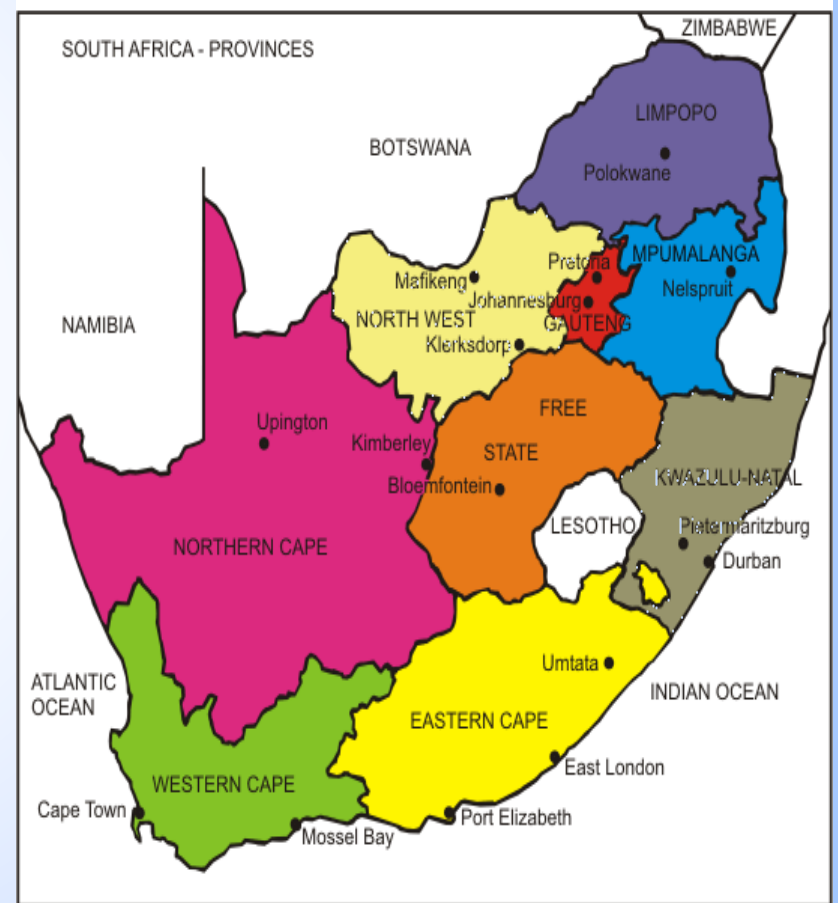 ZIMBABWE
SOUTH AFRICA - PROVINCES
LIMPOPO
BOTSWANA
Polokwane
MPUMALANGA
Pretoria
Mafikeng
Nelspruit
Johannesburg
NORTH WEST
GAUTENG
NAMIBIA
Klerksdorp
FREE
STATE
Upington
Kimberley
KWAZULU-NATAL
Bloemfontein
LESOTHO
Pietermaritzburg
NORTHERN CAPE
Durban
Umtata
ATLANTIC
OCEAN
INDIAN OCEAN
EASTERN CAPE
East London
WESTERN CAPE
Cape Town
Port Elizabeth
Mossel Bay